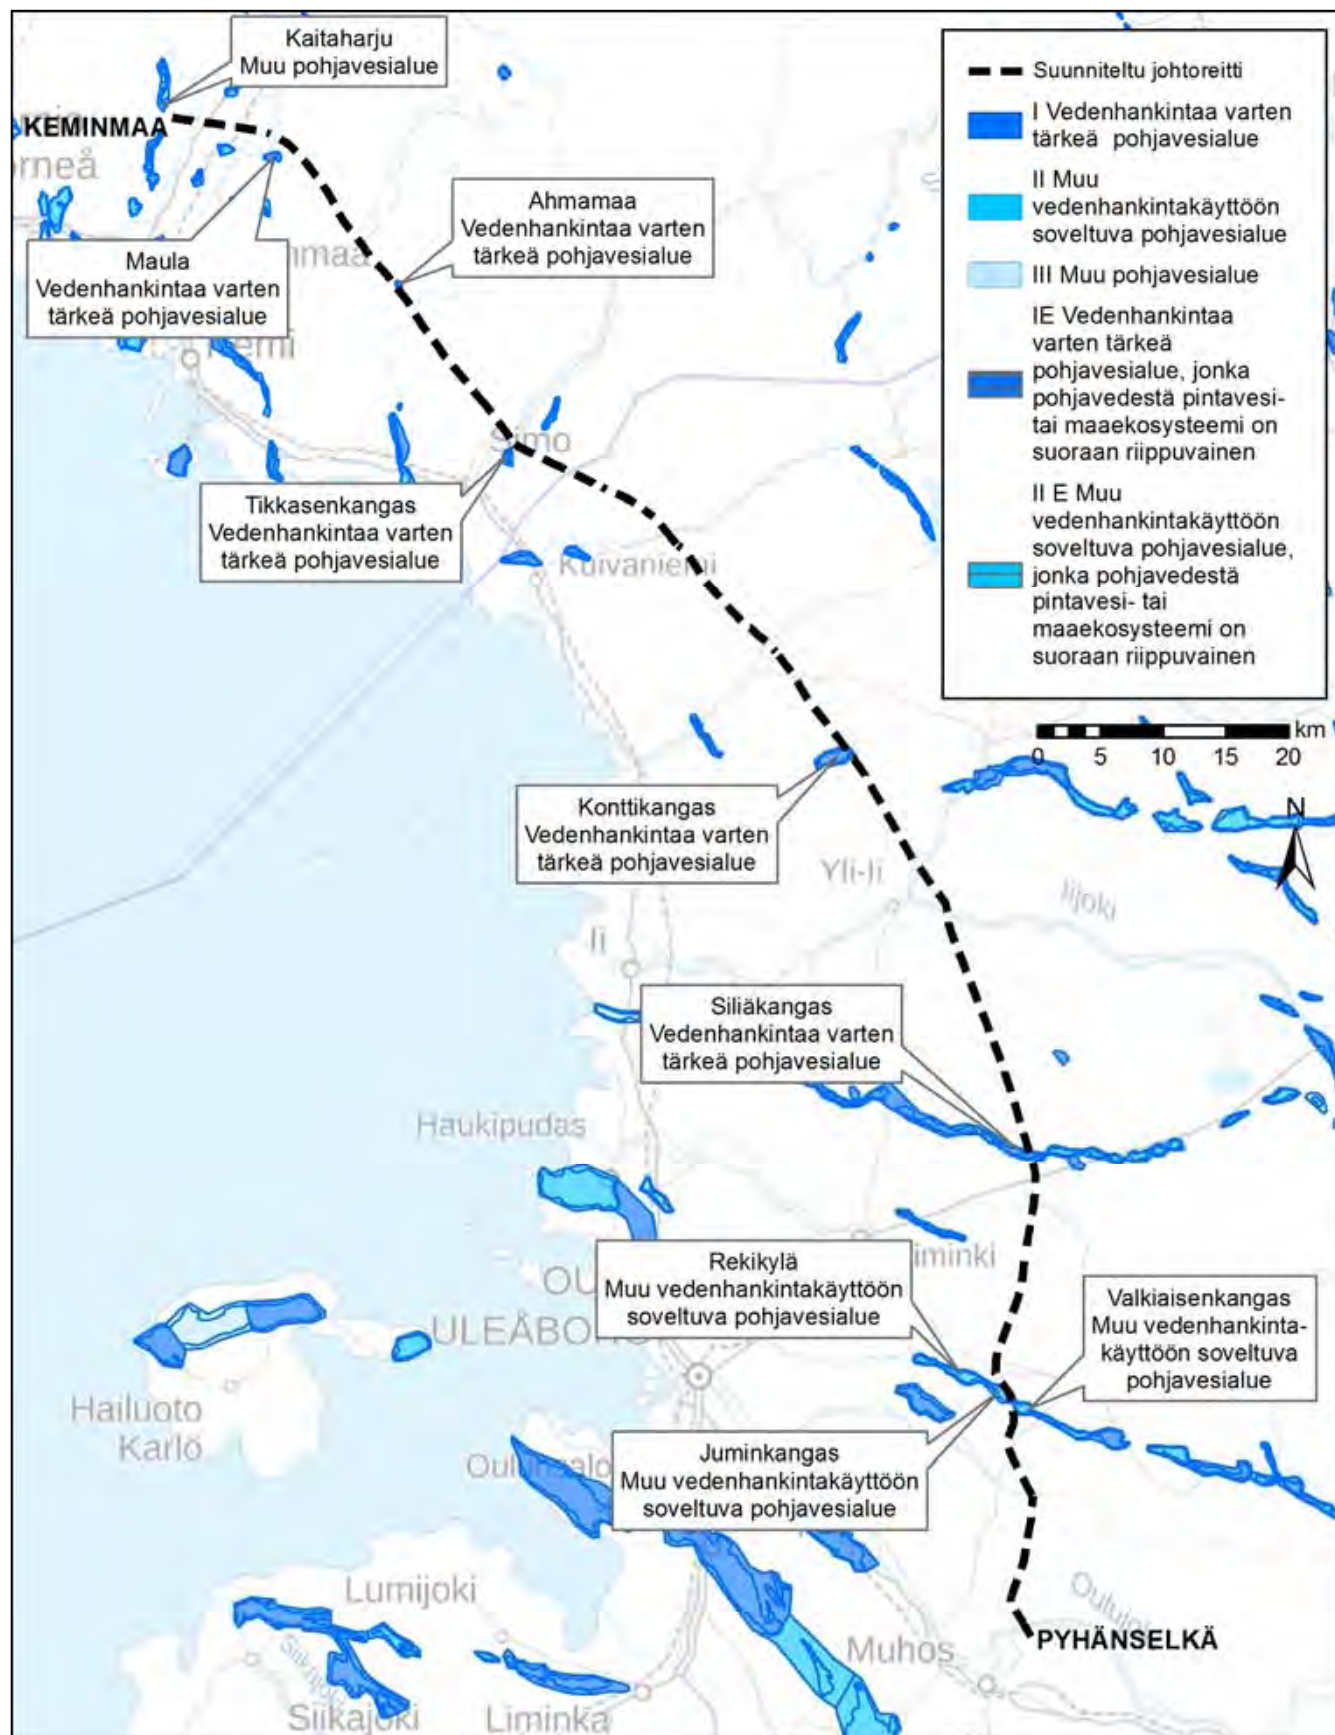 Kaitaharju
Muu pohjavesialue
KEMINMAA
Maula
Vedenhankintaa varten
tärkeä pohjavesialue
Ahmamaa
Vedenhankintaa varten
tärkeä pohjavesialue
Simo
Tikkasenkangas
Vedenhankintaa varten
tärkeä pohjavesialue
Kuivaniemi
Konttikangas
Vedenhankintaa varten
tärkeä pohjavesialue
Yli-Ii
Iijoki
Ii
Siliäkangas
Vedenhankintaa varten
tärkeä pohjavesialue
Haukipudas
Rekikylä
Muu vedenhankintakäyttöön
soveltuva pohjavesialue
Valkiaisenkangas
Muu vedenhankinta-
käyttöön soveltuva
pohjavesialue
Hailuoto
Karlö
Juminkangas
Muu vedenhankintakäyttöön
soveltuva pohjavesialue
Lumijoki
PYHÄNSELKÄ
Muhos
Siikajoki
Siikajoki
Liminka
Suunniteltu johtoreitti
I Vedenhankintaa varten
tärkeä pohjavesialue
II Muu
vedenhankintakäyttöön
soveltuva pohjavesialue
III Muu pohjavesialue
IE Vedenhankintaa
varten tärkeä
pohjavesialue, jonka
pohjavedestä pintavesi-
tai maaekosysteemi on
suoraan riippuvainen
II E Muu
vedenhankintakäyttöön
soveltuva pohjavesialue,
jonka pohjavedestä
pintavesi- tai
maaekosysteemi on
suoraan riippuvainen
km
0 5 10 15 20
N